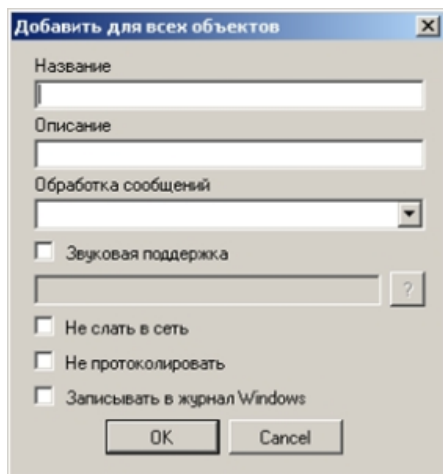 Добавить для всех объектов
Название
Описание
Обработка сообщений
Звуковая поддержка
?
Не слать в сеть
Не протоколировать
Записывать в журнал Windows
OK Cancel